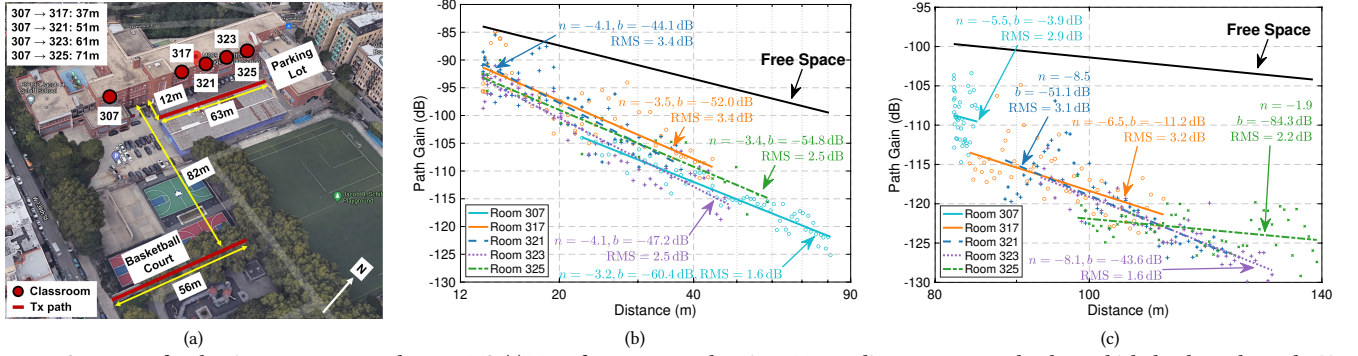 307 → 317: 37m
307 → 321: 51m
307 → 323: 61m
307 → 325: 71m
323
317
325
321
307
Parking
Lot
12m
63m
82m
Basketball
Court
56m
N
Classroom
Tx path
(a)
-80
-85
-90
-95
-100
-105
-110
-115
-120
-125
-130
Path Gain (dB)
n = −4.1, b = −44.1 dB
RMS = 3.4 dB
Free Space
n = −3.5, b = −52.0 dB
RMS = 3.4 dB
n = −3.4, b = −54.8 dB
RMS = 2.5 dB
Room 307
Room 317
Room 321
Room 323
Room 325
n = −4.1, b = −47.2 dB
RMS = 2.5 dB
n = −3.2, b = −60.4 dB, RMS = 1.6 dB
12 20 40 90
Distance (m)
(b)
-95
-100
-105
-110
-115
-120
-125
-130
Path Gain (dB)
n = −5.5, b = −3.9 dB
RMS = 2.9 dB
Free Space
n = −8.5
b = −51.1 dB
RMS = 3.1 dB
n = −1.9
b = −84.3 dB
RMS = 2.2 dB
n = −6.5, b = −11.2 dB
RMS = 3.2 dB
Room 307
Room 317
Room 321
Room 323
Room 325
n = −8.1, b = −43.6 dB
RMS = 1.6 dB
80 100 140
Distance (m)
(c)